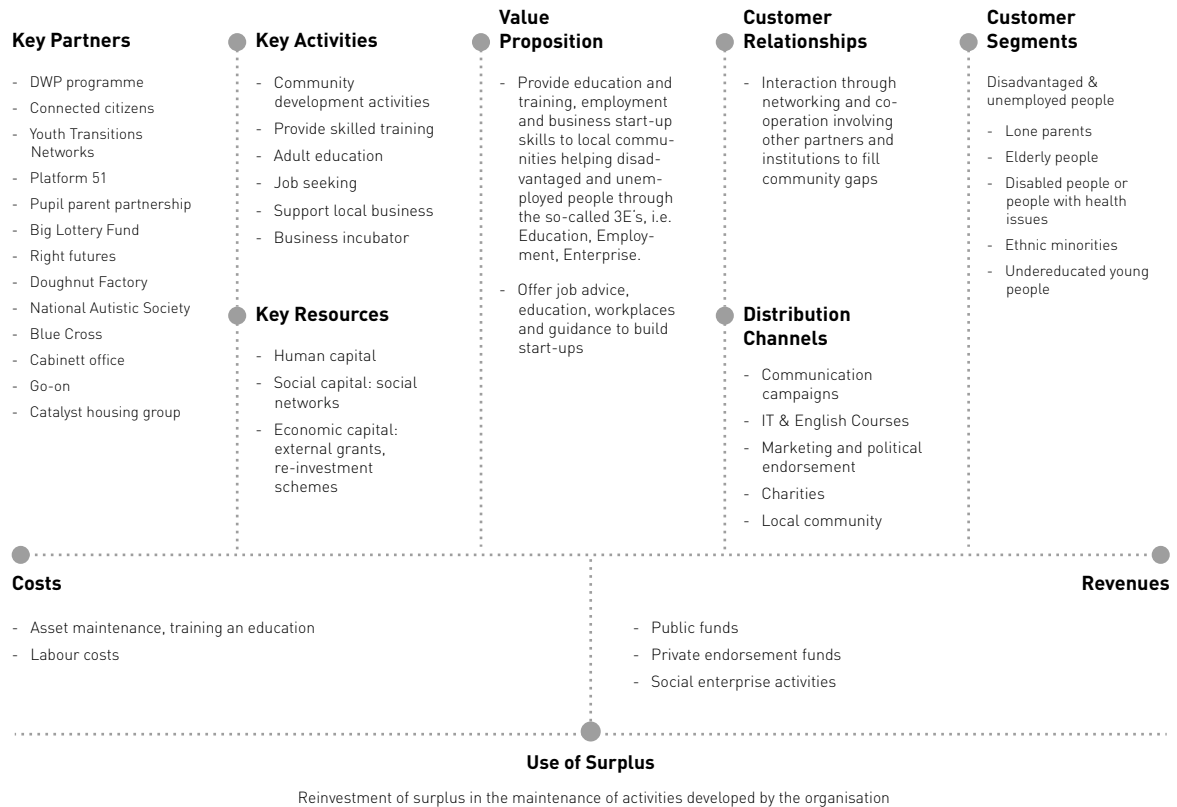 Key Partners
- DWP programme
- Connected citizens
- Youth Transitions
Networks
- Platform 51
- Pupil parent partnership
- Big Lottery Fund
- Right futures
- Doughnut Factory
- National Autistic Society
- Blue Cross
- Cabinett office
- Go-on
- Catalyst housing group
Key Activities
- Community
development activities
- Provide skilled training
- Adult education
- Job seeking
- Support local business
- Business incubator
Key Resources
- Human capital
- Social capital: social
networks
- Economic capital:
external grants,
re-investment
schemes
Value
Proposition
- Provide education and
training, employment
and business start-up
skills to local commu-
nities helping disad-
vantaged and unem-
ployed people through
the so-called 3E's, i.e.
Education, Employ-
ment, Enterprise.
- Offer job advice,
education, workplaces
and guidance to build
start-ups
Customer
Relationships
- Interaction through
networking and co-
operation involving
other partners and
institutions to fill
community gaps
Distribution
Channels
- Communication
campaigns
- IT & English Courses
- Marketing and political
endorsement
- Charities
- Local community
Customer
Segments
Disadvantaged &
unemployed people
- Lone parents
- Elderly people
- Disabled people or
people with health
issues
- Ethnic minorities
- Undereducated young
people
Costs
- Asset maintenance, training an education
- Labour costs
Revenues
- Public funds
- Private endorsement funds
- Social enterprise activities
Use of Surplus
Reinvestment of surplus in the maintenance of activities developed by the organisation